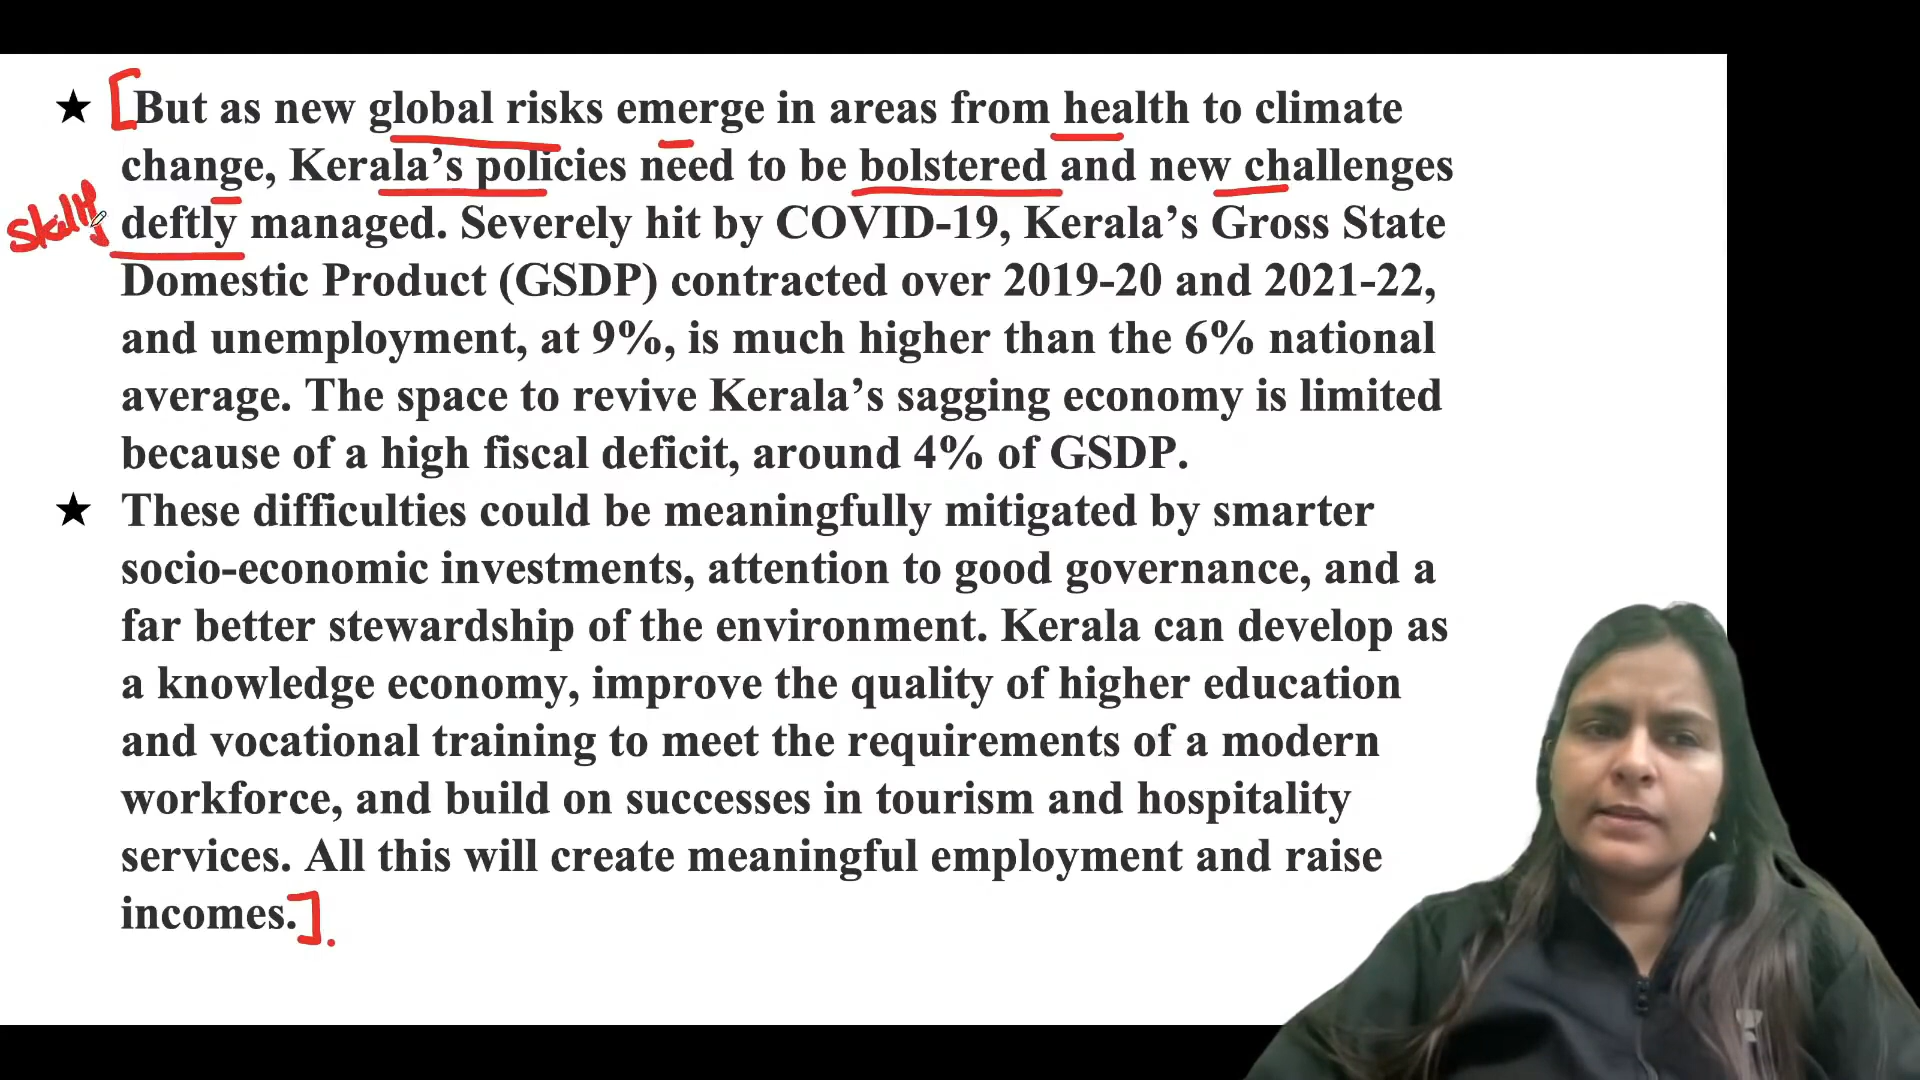 ★ But as new global risks emerge in areas from health to climate
change, Kerala’s policies need to be bolstered and new challenges
deftly managed. Severely hit by COVID-19, Kerala’s Gross State
Domestic Product (GSDP) contracted over 2019-20 and 2021-22,
and unemployment, at 9%, is much higher than the 6% national
average. The space to revive Kerala’s sagging economy is limited
because of a high fiscal deficit, around 4% of GSDP.
★ These difficulties could be meaningfully mitigated by smarter
socio-economic investments, attention to good governance, and a
far better stewardship of the environment. Kerala can develop as
a knowledge economy, improve the quality of higher education
and vocational training to meet the requirements of a modern
workforce, and build on successes in tourism and hospitality
services. All this will create meaningful employment and raise
incomes.